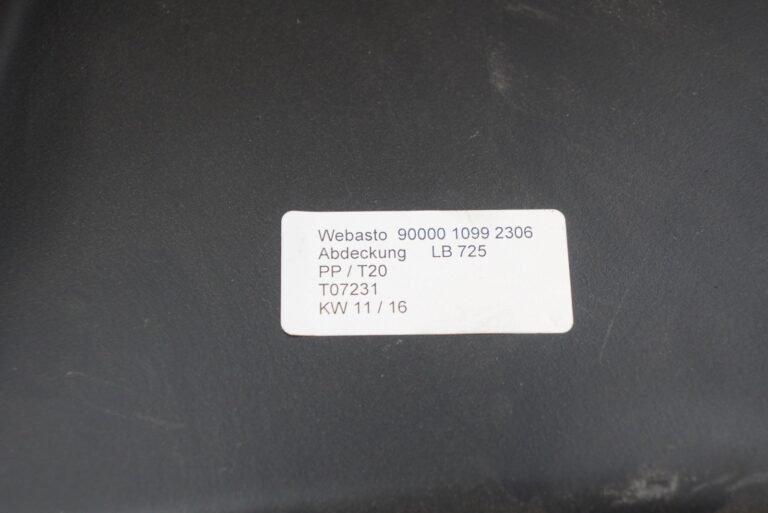 Webasto 90000 1099 2306
Abdeckung LB 725
PP / T20
T07231
KW 11 / 16